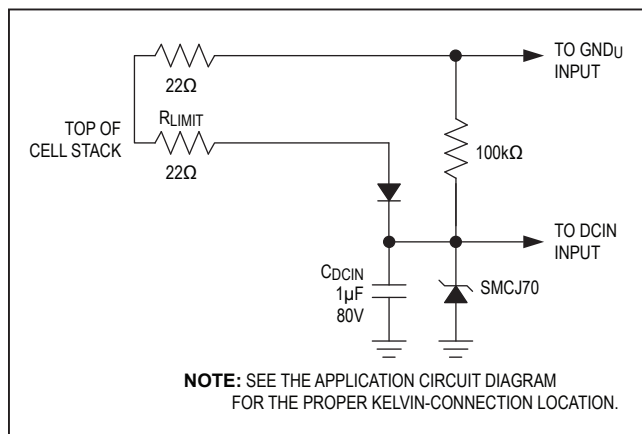 TO GNDU
INPUT
22Ω
RLIMIT
TOP OF
CELL STACK
22Ω
100kΩ
TO DCIN
INPUT
CDCIN
1µF
80V
SMCJ70
NOTE: SEE THE APPLICATION CIRCUIT DIAGRAM
FOR THE PROPER KELVIN-CONNECTION LOCATION.